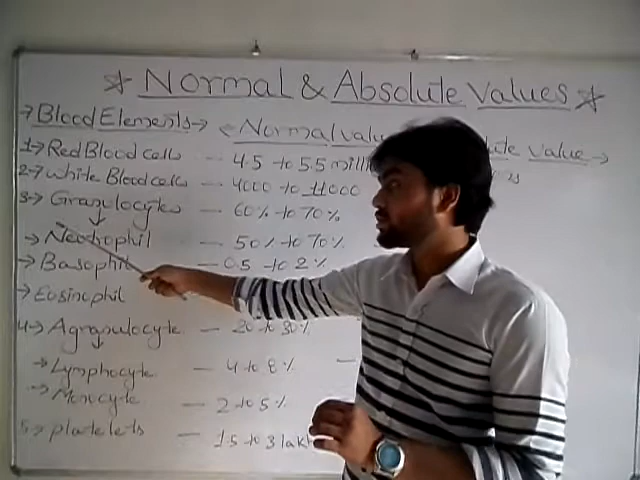 * Normal & Absolute Values *
→ Blood Elements → Normal value lute value →
1→ Red Blood cells --- 4.5 to 5.5 milli
2→ White Blood cells — 4000 to 11000
3→ Granulocytes — 60% to 70%
→ Neutrophil — 50% to 70%
→ Basophil — 0.5 to 2%
→ Eosinophil
4→ Agranulocyte — 20 to 30%
→ Lymphocyte — 4 to 8% —
→ Monocyte — 2 to 5%
5→ platelets — 1.5 to 3 lakh